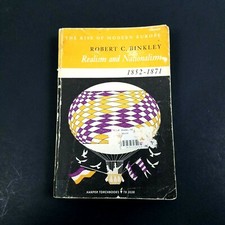 THE RISE OF MODERN EUROPE
ROBERT C. BINKLEY
Realism and Nationalism
1852-1871
HARPER TORCHBOOKS